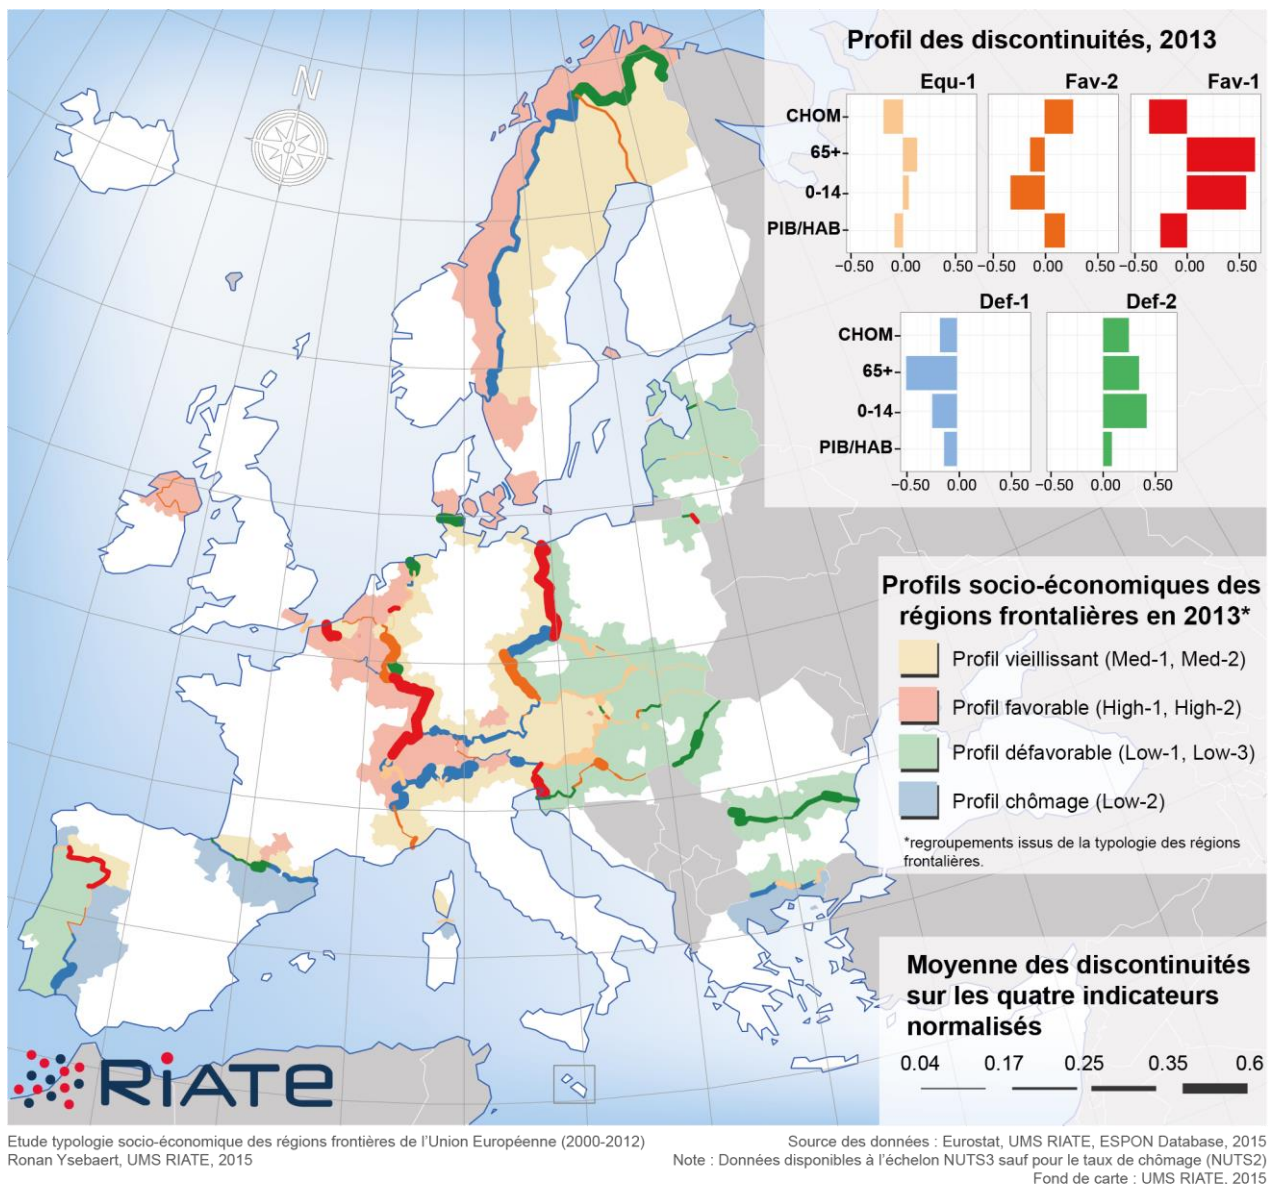 N
Profil des discontinuités, 2013
Equ-1
Fav-2
Fav-1
CHOM-
65+-
0-14-
PIB/HAB-
−0.50 0.00 0.50
−0.50 0.00 0.50
−0.50 0.00 0.50
Def-1
Def-2
CHOM-
65+-
0-14-
PIB/HAB-
−0.50 0.00 0.50
−0.50 0.00 0.50
Profils socio-économiques des
régions frontalières en 2013*
Profil vieillissant (Med-1, Med-2)
Profil favorable (High-1, High-2)
Profil défavorable (Low-1, Low-3)
Profil chômage (Low-2)
*regroupements issus de la typologie des régions
frontalières.
Moyenne des discontinuités
sur les quatre indicateurs
normalisés
0.04 0.17 0.25 0.35 0.6
RIATE
Etude typologie socio-économique des régions frontières de l'Union Européenne (2000-2012)
Ronan Ysebaert, UMS RIATE, 2015
Source des données : Eurostat, UMS RIATE, ESPON Database, 2015
Note : Données disponibles à l'échelon NUTS3 sauf pour le taux de chômage (NUTS2)
Fond de carte : UMS RIATE, 2015